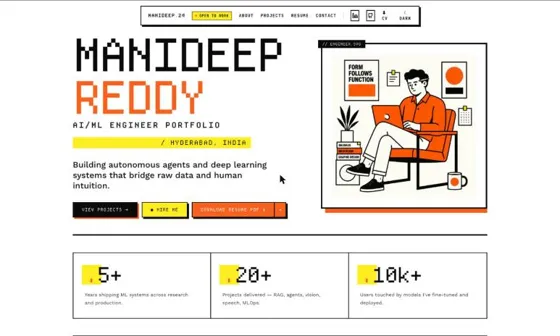 MANIDEEP.24
• OPEN TO WORK
ABOUT
PROJECTS
RESUME
CONTACT
CV
DARK
MANIDEEP
REDDY
AI/ML ENGINEER PORTFOLIO
/ HYDERABAD, INDIA
Building autonomous agents and deep learning
systems that bridge raw data and human
intuition.
VIEW PROJECTS
HIRE ME
DOWNLOAD RESUME PDF
// ENGINEER.SYS
FORM
FOLLOWS
FUNCTION
5+
Years shipping ML systems across research
and production.
20+
Projects delivered — RAG, agents, vision,
speech, MLOps.
10k+
Users touched by models I've fine-tuned and
deployed.